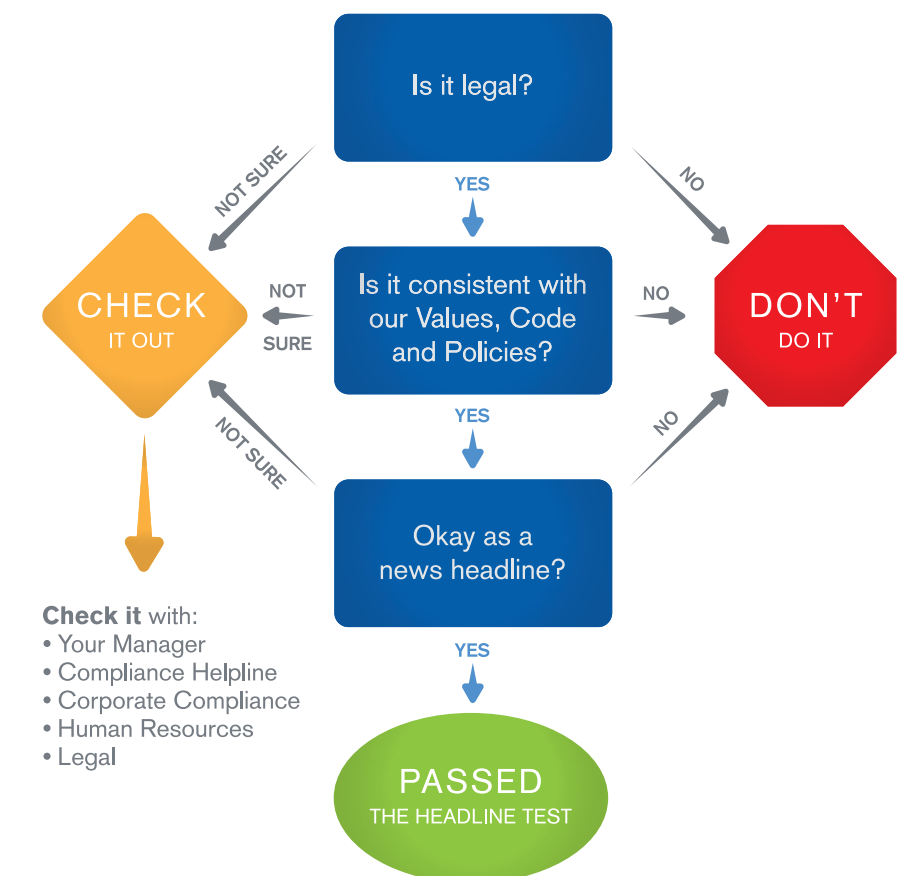 Is it legal?
NOT SURE
NO
YES
CHECK
IT OUT
NOT
SURE
Is it consistent with
our Values, Code
and Policies?
NO
DON'T
DO IT
NOT SURE
YES
NO
Okay as a
news headline?
Check it with:
• Your Manager
• Compliance Helpline
• Corporate Compliance
• Human Resources
• Legal
YES
PASSED
THE HEADLINE TEST